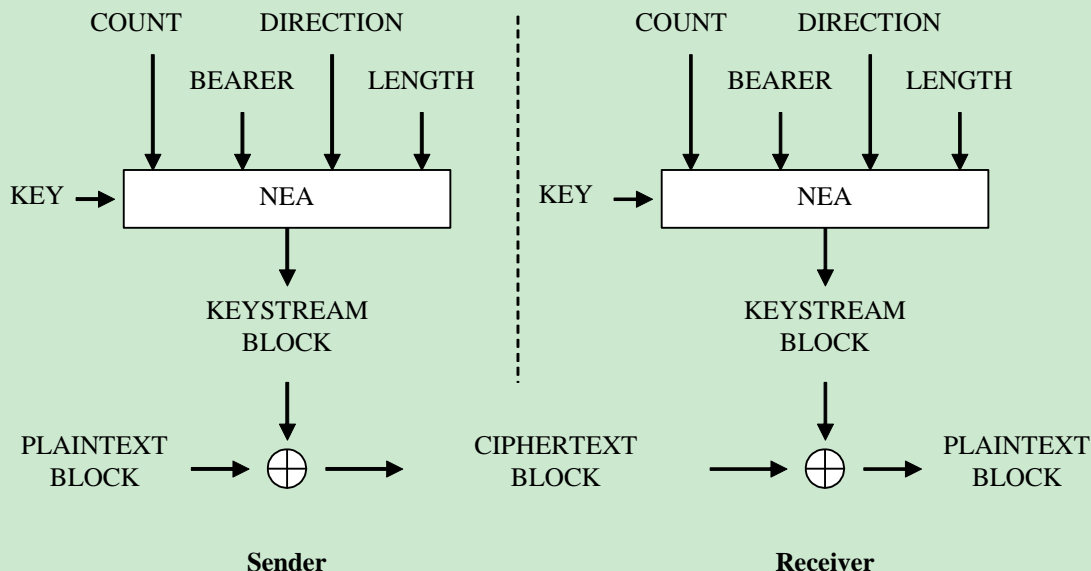 COUNT DIRECTION COUNT DIRECTION
BEARER LENGTH BEARER LENGTH
KEY NEA KEY NEA
KEYSTREAM KEYSTREAM
BLOCK BLOCK
PLAINTEXT CIPHERTEXT PLAINTEXT
BLOCK BLOCK BLOCK
Sender Receiver